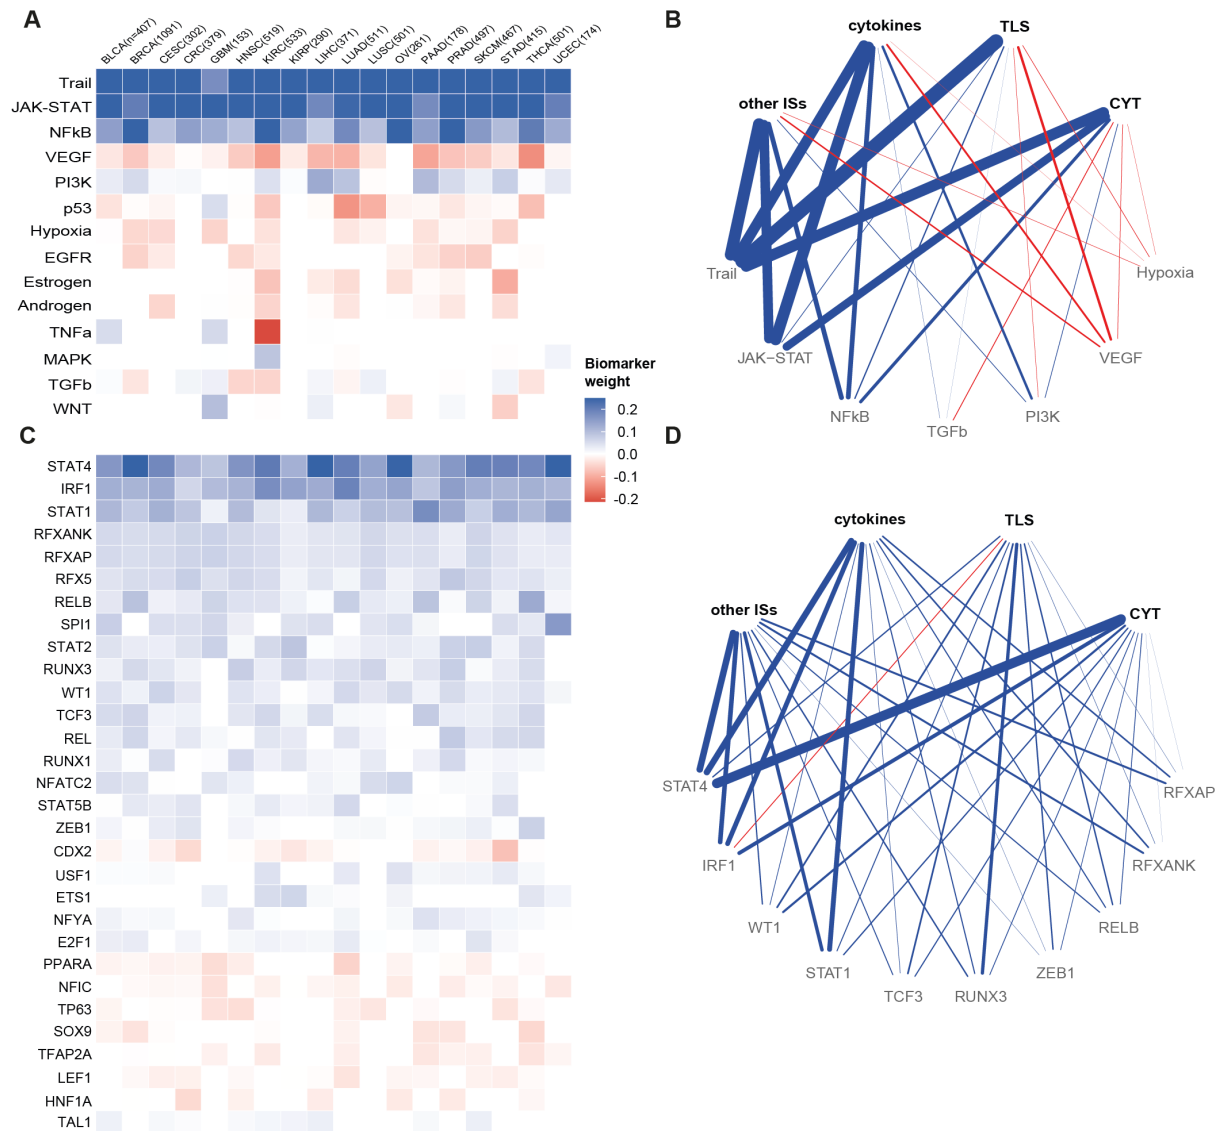 A
BLCA(n=407)
BRCA(1091)
CESC(302)
CRC(379)
GBM(153)
HNSC(519)
KIRC(533)
KIRP(290)
LIHC(371)
LUAD(511)
LUSC(501)
OV(261)
PAAD(178)
PRAD(497)
SKCM(467)
STAD(415)
THCA(501)
UCEC(174)
Trail
JAK-STAT
NFkB
VEGF
PI3K
p53
Hypoxia
EGFR
Estrogen
Androgen
TNFa
MAPK
TGFb
WNT
Biomarker
weight
0.2
0.1
0.0
-0.1
-0.2
B
cytokines
TLS
other ISs
CYT
Trail
Hypoxia
JAK−STAT
VEGF
NFkB
PI3K
TGFb
C
STAT4
IRF1
STAT1
RFXANK
RFXAP
RFX5
RELB
SPI1
STAT2
RUNX3
WT1
TCF3
REL
RUNX1
NFATC2
STAT5B
ZEB1
CDX2
USF1
ETS1
NFYA
E2F1
PPARA
NFIC
TP63
SOX9
TFAP2A
LEF1
HNF1A
TAL1
D
cytokines
TLS
other ISs
CYT
STAT4
RFXAP
IRF1
RFXANK
WT1
RELB
STAT1
ZEB1
TCF3
RUNX3